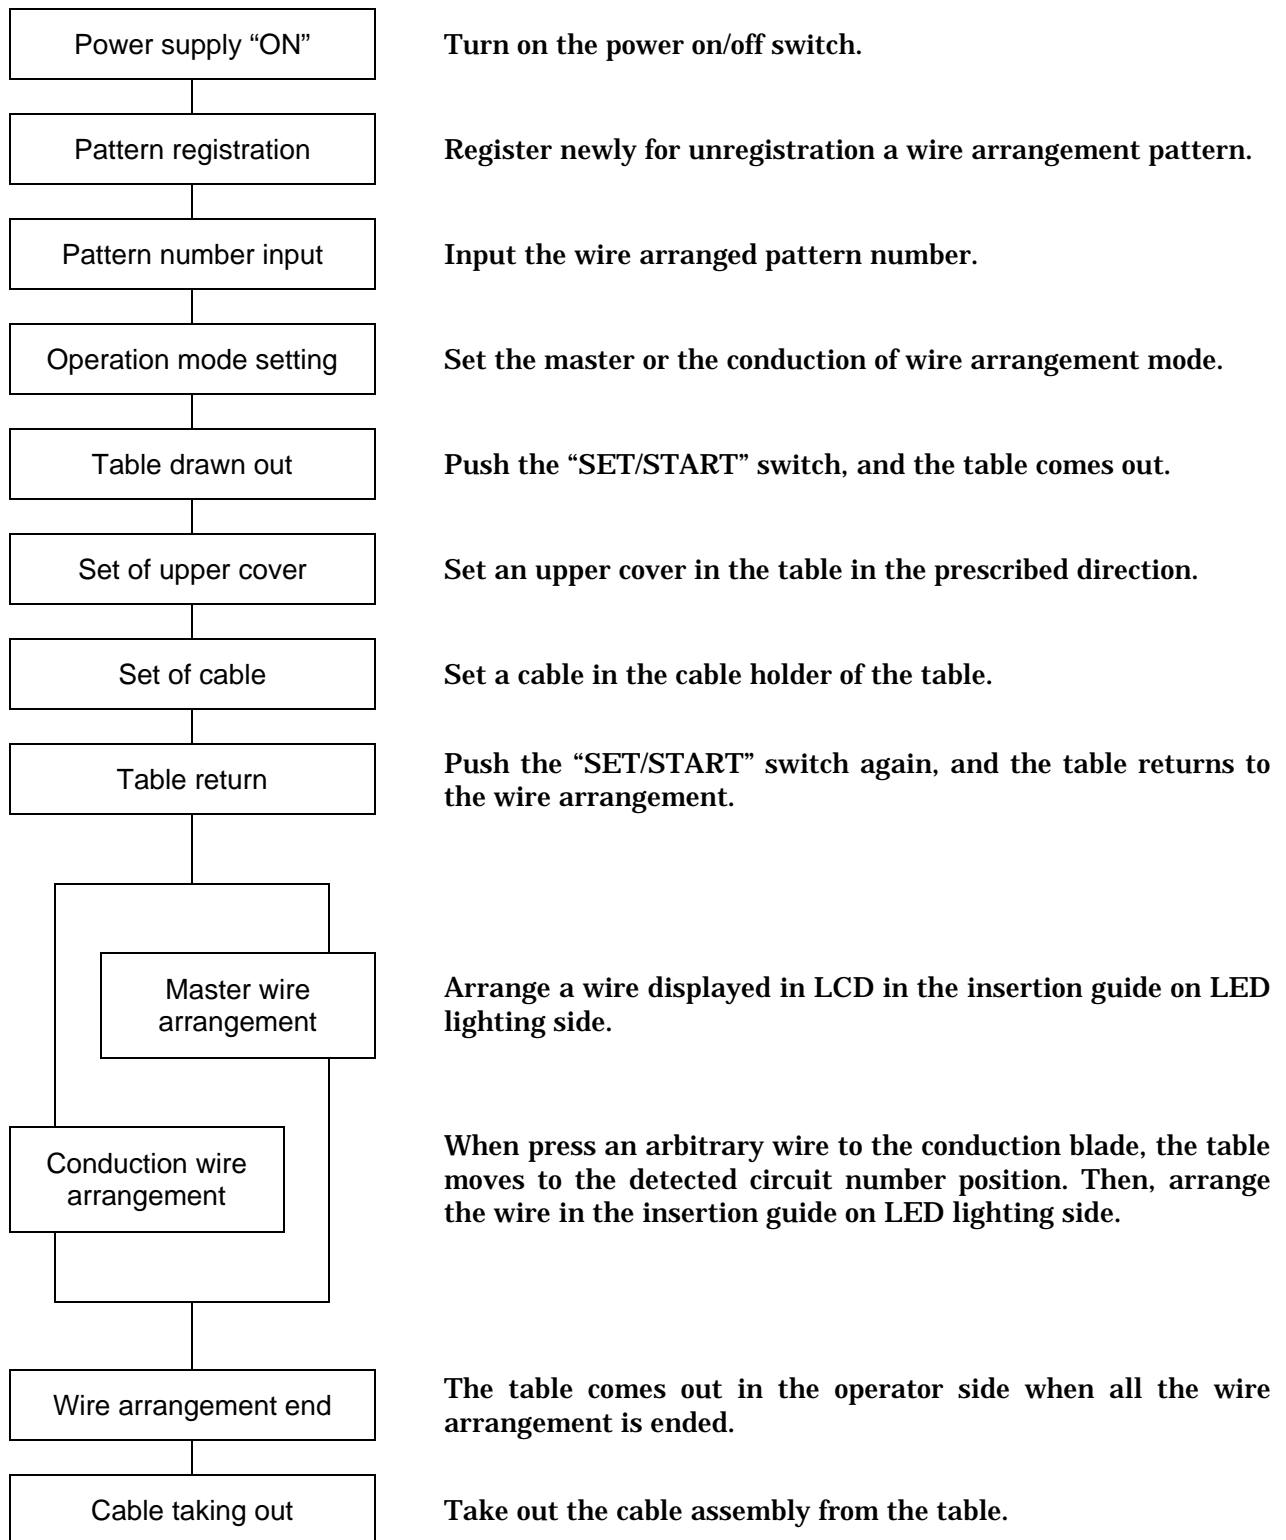 Power supply “ON”
Turn on the power on/off switch.
Pattern registration
Register newly for unregistration a wire arrangement pattern.
Pattern number input
Input the wire arranged pattern number.
Operation mode setting
Set the master or the conduction of wire arrangement mode.
Table drawn out
Push the “SET/START” switch, and the table comes out.
Set of upper cover
Set an upper cover in the table in the prescribed direction.
Set of cable
Set a cable in the cable holder of the table.
Table return
Push the “SET/START” switch again, and the table returns to
the wire arrangement.
Master wire
arrangement
Arrange a wire displayed in LCD in the insertion guide on LED
lighting side.
Conduction wire
arrangement
When press an arbitrary wire to the conduction blade, the table
moves to the detected circuit number position. Then, arrange
the wire in the insertion guide on LED lighting side.
Wire arrangement end
The table comes out in the operator side when all the wire
arrangement is ended.
Cable taking out
Take out the cable assembly from the table.